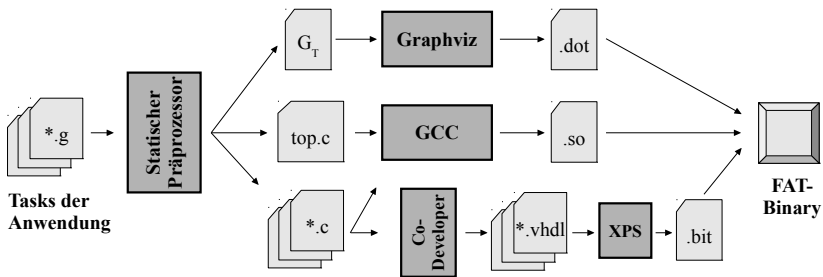 *.g
Tasks der
Anwendung
Statischer
Präprozessor
G_T
Graphviz
.dot
top.c
GCC
.so
*.c
Co-
Developer
*.vhdl
XPS
.bit
FAT-
Binary